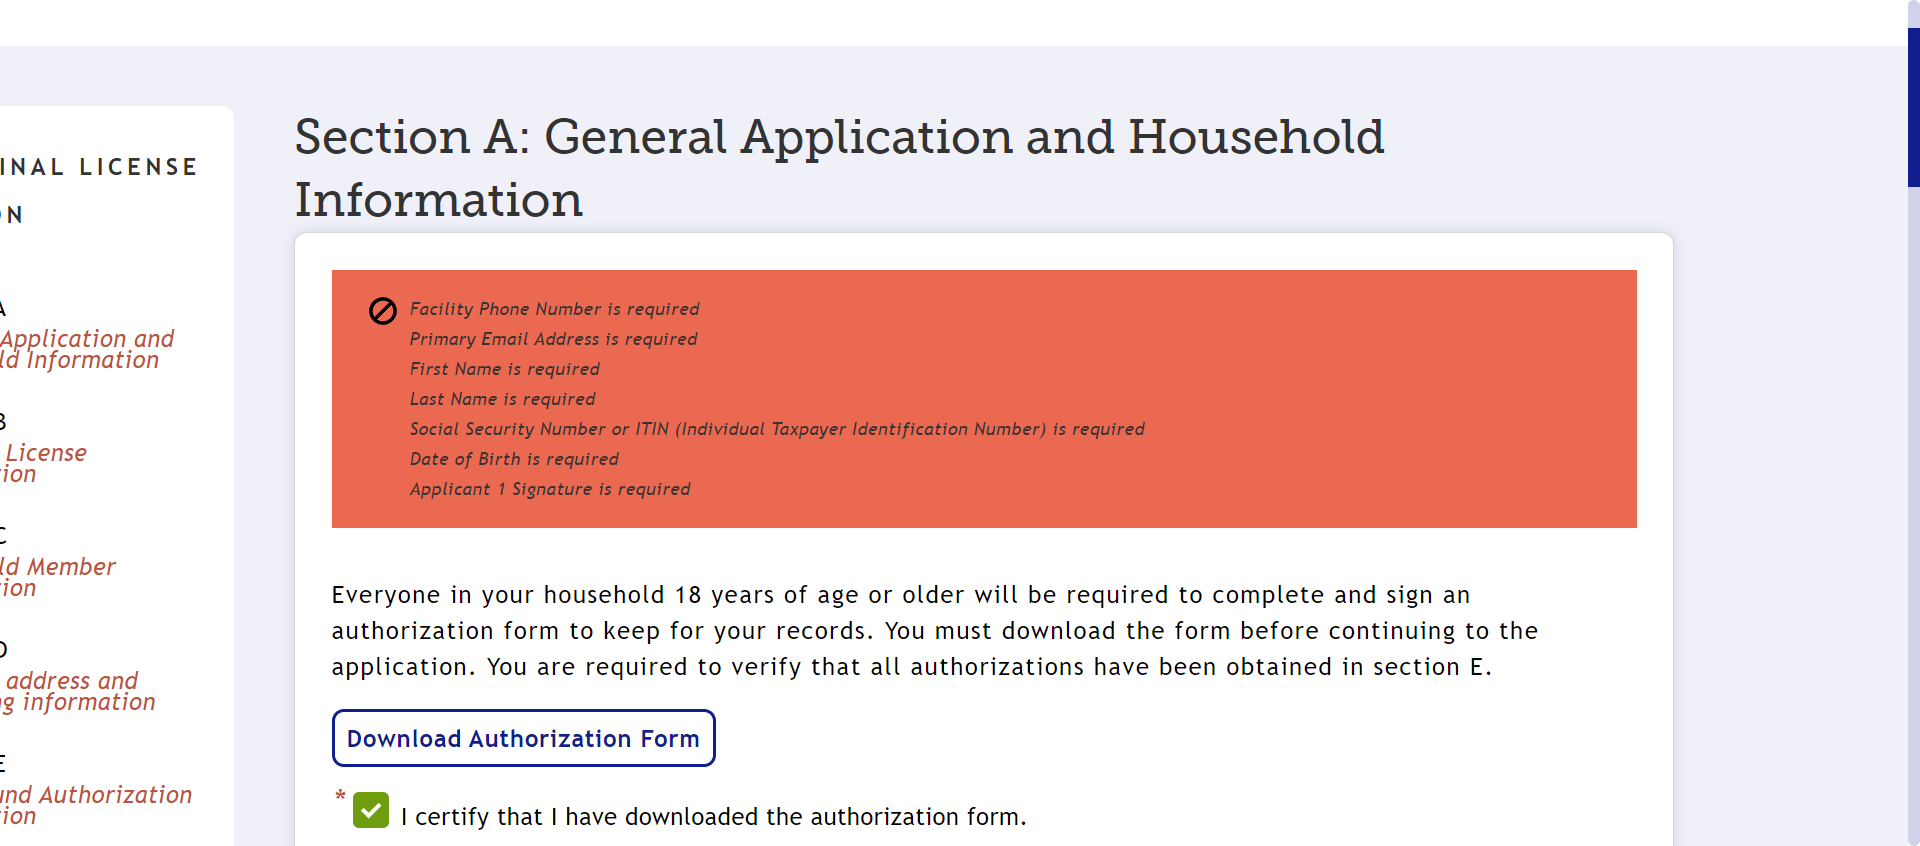 INAL LICENSE
ON
A
Application and
ld Information
B
License
tion
C
ld Member
tion
D
address and
ng information
E
und Authorization
tion
Section A: General Application and Household
Information
Facility Phone Number is required
Primary Email Address is required
First Name is required
Last Name is required
Social Security Number or ITIN (Individual Taxpayer Identification Number) is required
Date of Birth is required
Applicant 1 Signature is required
Everyone in your household 18 years of age or older will be required to complete and sign an
authorization form to keep for your records. You must download the form before continuing to the
application. You are required to verify that all authorizations have been obtained in section E.
Download Authorization Form
* I certify that I have downloaded the authorization form.